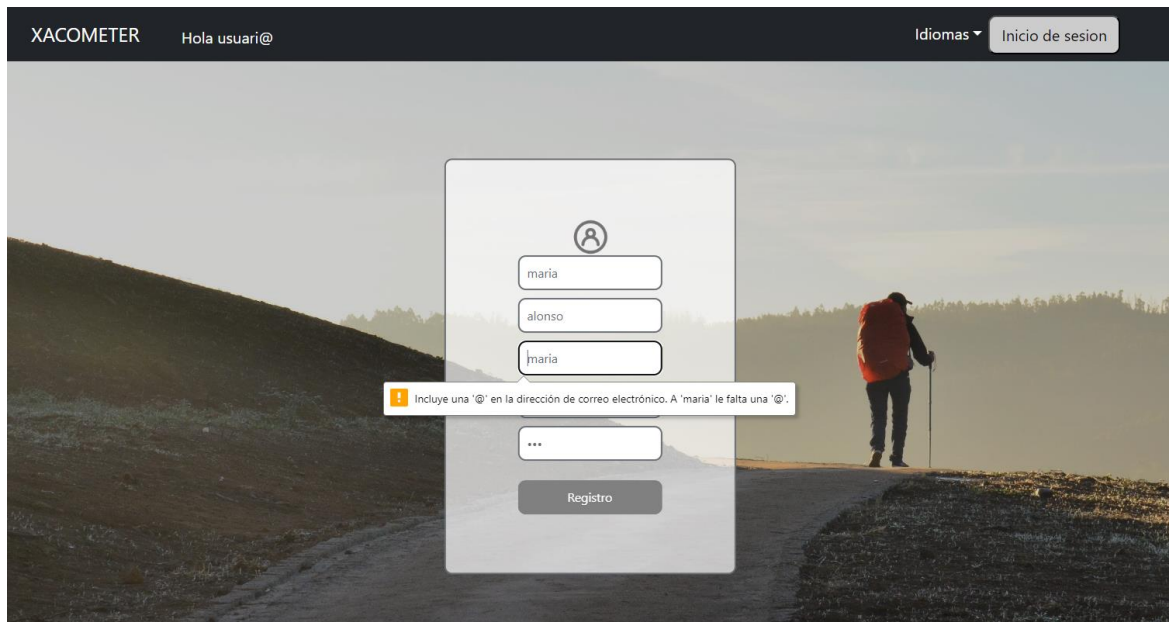 XACOMETER Hola usuari@ Idiomas Inicio de sesion
maria
alonso
maria
Incluye una '@' en la dirección de correo electrónico. A 'maria' le falta una '@'.
•••
Registro